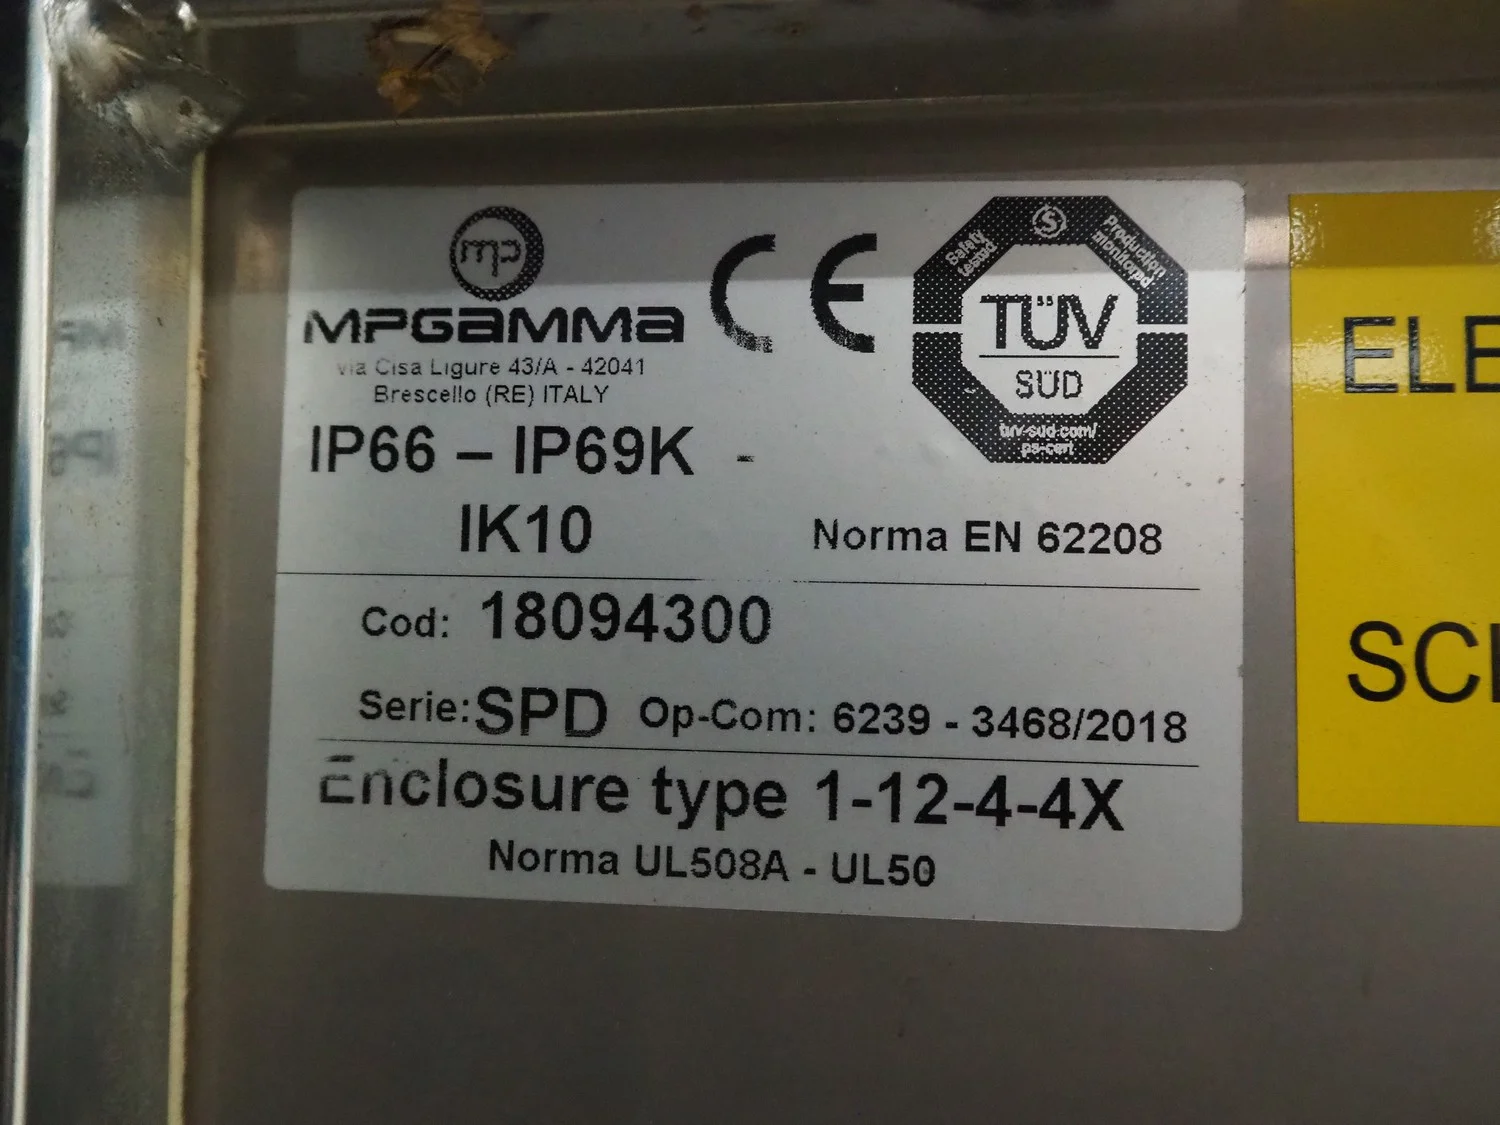 mp
MPGAMMA
via Cisa Ligure 43/A - 42041
Brescello (RE) ITALY
CE
Safety tested
S
Production monitored
TÜV
SÜD
tuv-sud.com/
ps-cert
IP66 – IP69K -
IK10
Norma EN 62208
Cod: 18094300
Serie: SPD Op-Com: 6239 - 3468/2018
Enclosure type 1-12-4-4X
Norma UL508A - UL50
ELE
SC